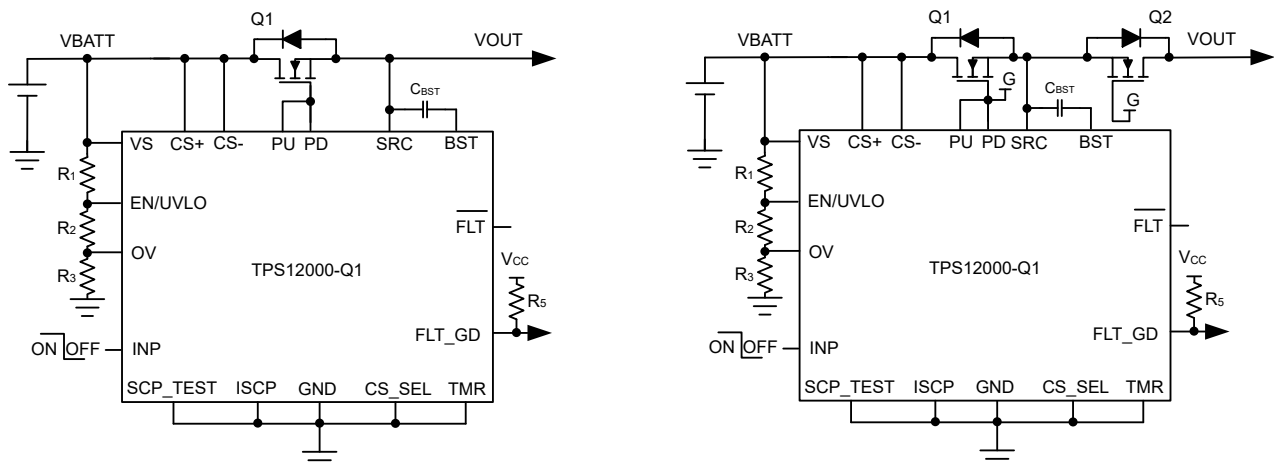 Q1
VBATT
VOUT
CBST
VS
CS+
CS-
PU
PD
SRC
BST
R1
EN/UVLO
R2
FLT
OV
R3
TPS12000-Q1
VCC
R5
FLT_GD
ON
OFF
INP
SCP_TEST
ISCP
GND
CS_SEL
TMR
Q1
Q2
VBATT
VOUT
G
CBST
G
VS
CS+
CS-
PU
PD
SRC
BST
R1
EN/UVLO
R2
FLT
OV
R3
TPS12000-Q1
VCC
R5
FLT_GD
ON
OFF
INP
SCP_TEST
ISCP
GND
CS_SEL
TMR